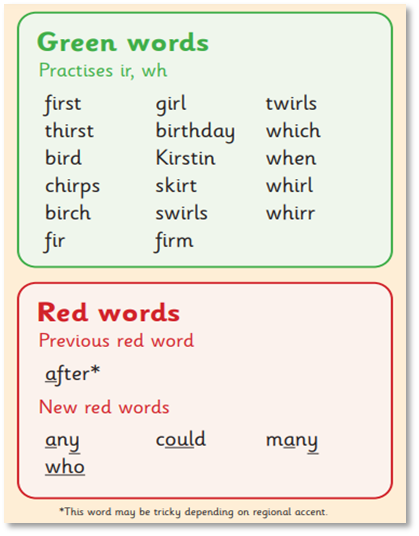 Green words
Practises ir, wh
first girl twirls
thirst birthday which
bird Kirstin when
chirps skirt whirl
birch swirls whirr
fir firm
Red words
Previous red word
after*
New red words
any could many
who
*This word may be tricky depending on regional accent.